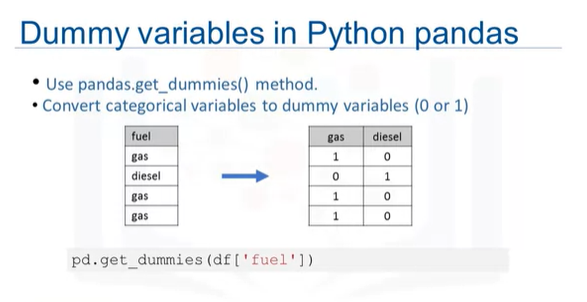 Dummy variables in Python pandas
• Use pandas.get_dummies() method.
• Convert categorical variables to dummy variables (0 or 1)
fuel
gas
diesel
gas
gas
gas diesel
1 0
0 1
1 0
1 0
pd.get_dummies(df['fuel'])